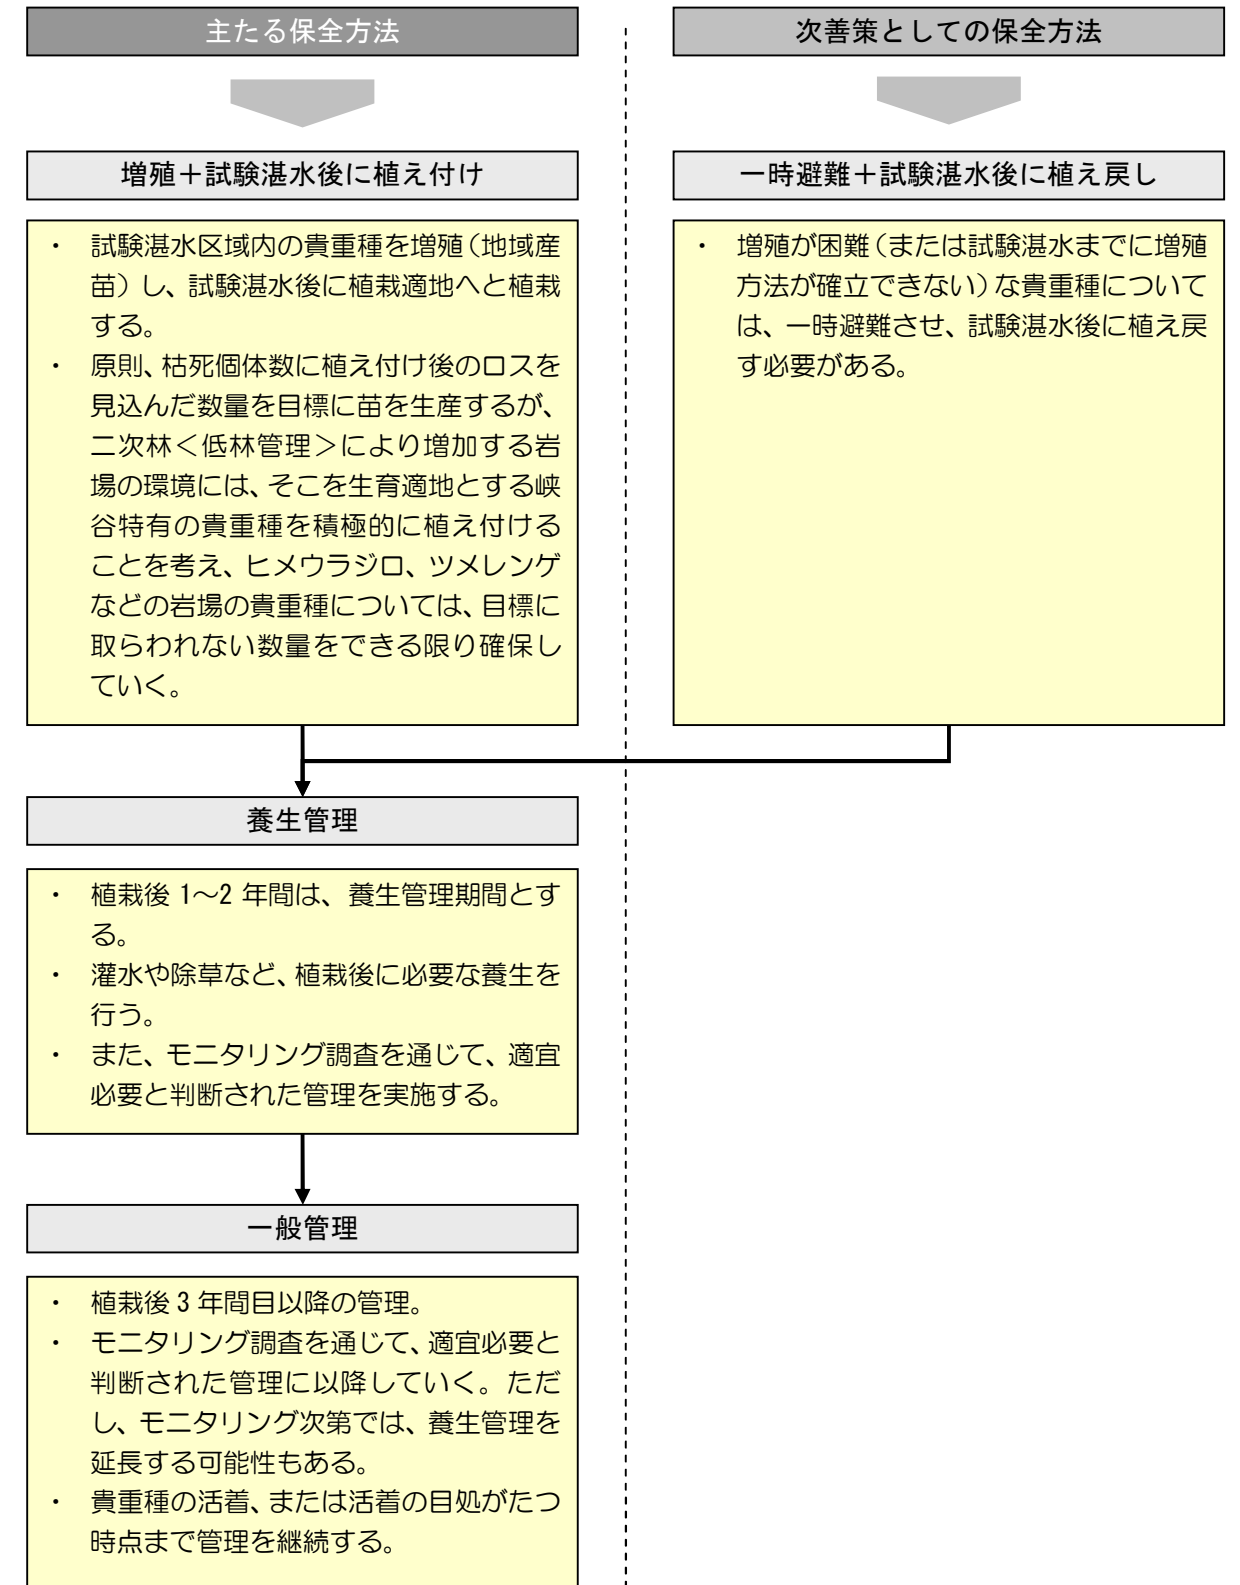 主たる保全方法
増殖＋試験湛水後に植え付け
・ 試験湛水区域内の貴重種を増殖（地域産
苗）し、試験湛水後に植栽適地へと植栽
する。
・ 原則、枯死個体数に植え付け後のロスを
見込んだ数量を目標に苗を生産するが、
二次林＜低林管理＞により増加する岩
場の環境には、そこを生育適地とする峡
谷特有の貴重種を積極的に植え付ける
ことを考え、ヒメウラジロ、ツメレンゲ
などの岩場の貴重種については、目標に
取らわれない数量をできる限り確保し
ていく。
次善策としての保全方法
一時避難＋試験湛水後に植え戻し
・ 増殖が困難（または試験湛水までに増殖
方法が確立できない）な貴重種について
は、一時避難させ、試験湛水後に植え戻
す必要がある。
養生管理
・ 植栽後 1～2 年間は、養生管理期間とす
る。
・ 灌水や除草など、植栽後に必要な養生を
行う。
・ また、モニタリング調査を通じて、適宜
必要と判断された管理を実施する。
一般管理
・ 植栽後 3 年間目以降の管理。
・ モニタリング調査を通じて、適宜必要と
判断された管理に以降していく。ただ
し、モニタリング次第では、養生管理を
延長する可能性もある。
・ 貴重種の活着、または活着の目処がたつ
時点まで管理を継続する。